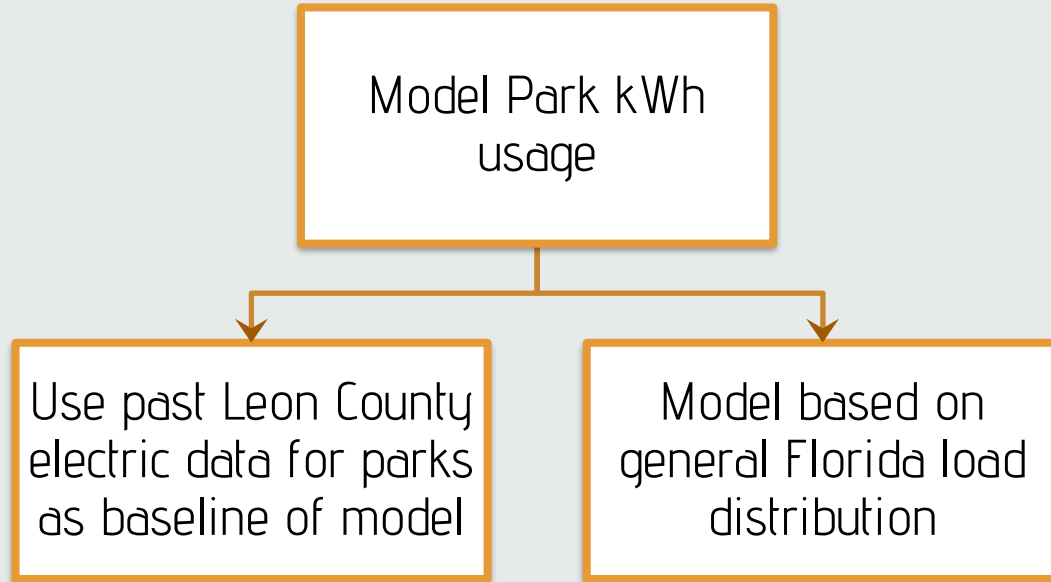 Model Park kWh
usage
Use past Leon County
electric data for parks
as baseline of model
Model based on
general Florida load
distribution